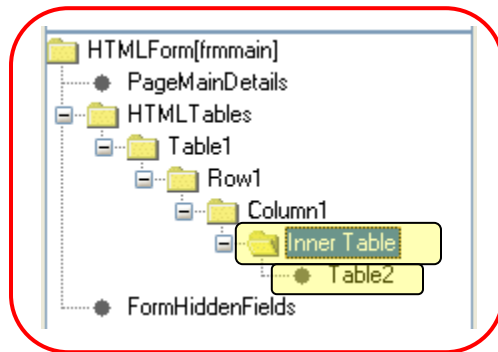 HTMLForm[frmmain]
PageMainDetails
HTMLTables
Table1
Row1
Column1
Inner Table
Table2
FormHiddenFields